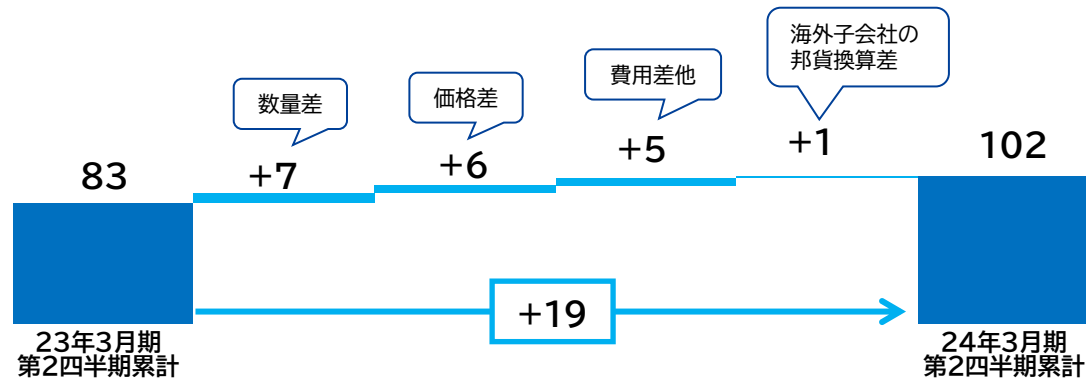 海外子会社の
邦貨換算差
費用差他
価格差
数量差
83
+7
+6
+5
+1
102
+19
23年3月期
第2四半期累計
24年3月期
第2四半期累計